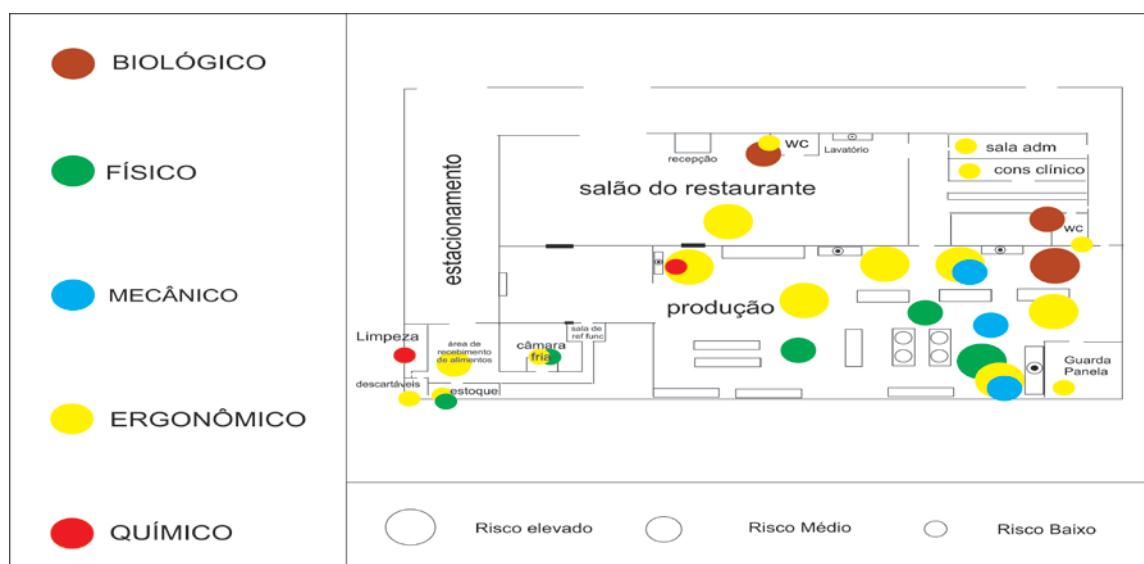 BIOLÓGICO
FÍSICO
MECÂNICO
ERGONÔMICO
QUÍMICO
estacionamento
recepção
wc
Lavatório
sala adm
cons clínico
salão do restaurante
wc
produção
Limpeza
área de
recebimento
de alimentos
câmara
fria
sala de
ref func
descartáveis
estoque
Guarda
Panela
Risco elevado
Risco Médio
Risco Baixo